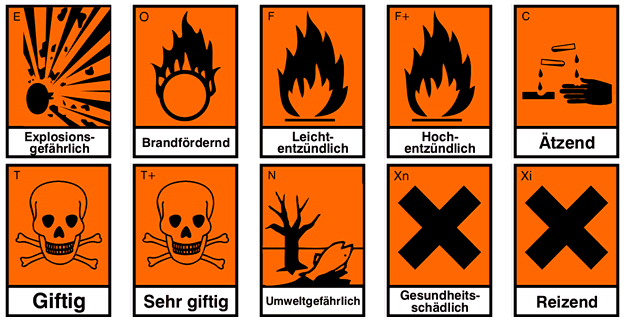 E
O
F
F+
C
Explosions-
gefährlich
Brandfördernd
Leicht-
entzündlich
Hoch-
entzündlich
Ätzend
T
T+
N
Xn
Xi
Giftig
Sehr giftig
Umweltgefährlich
Gesundheits-
schädlich
Reizend